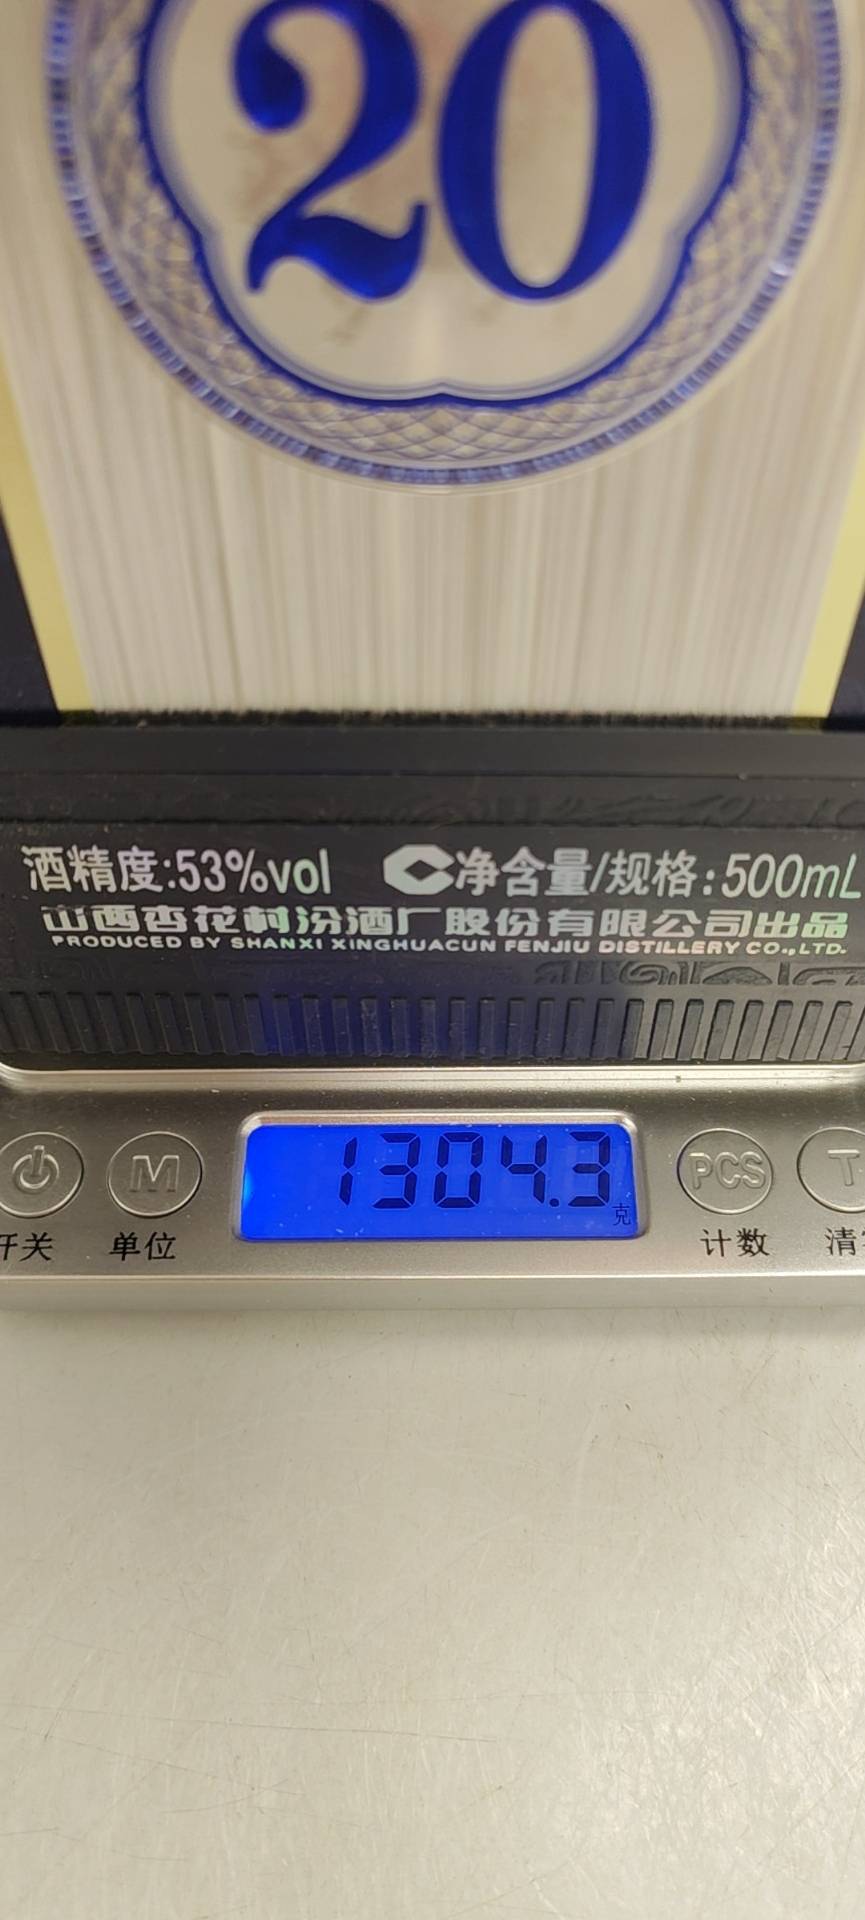 20
酒精度:53%vol 净含量/规格:500mL
山西杏花村汾酒厂股份有限公司出品
PRODUCED BY SHANXI XINGHUACUN FENJIU DISTILLERY CO.,LTD.
M 1304.3 克 PCS T
开关 单位 计数 清